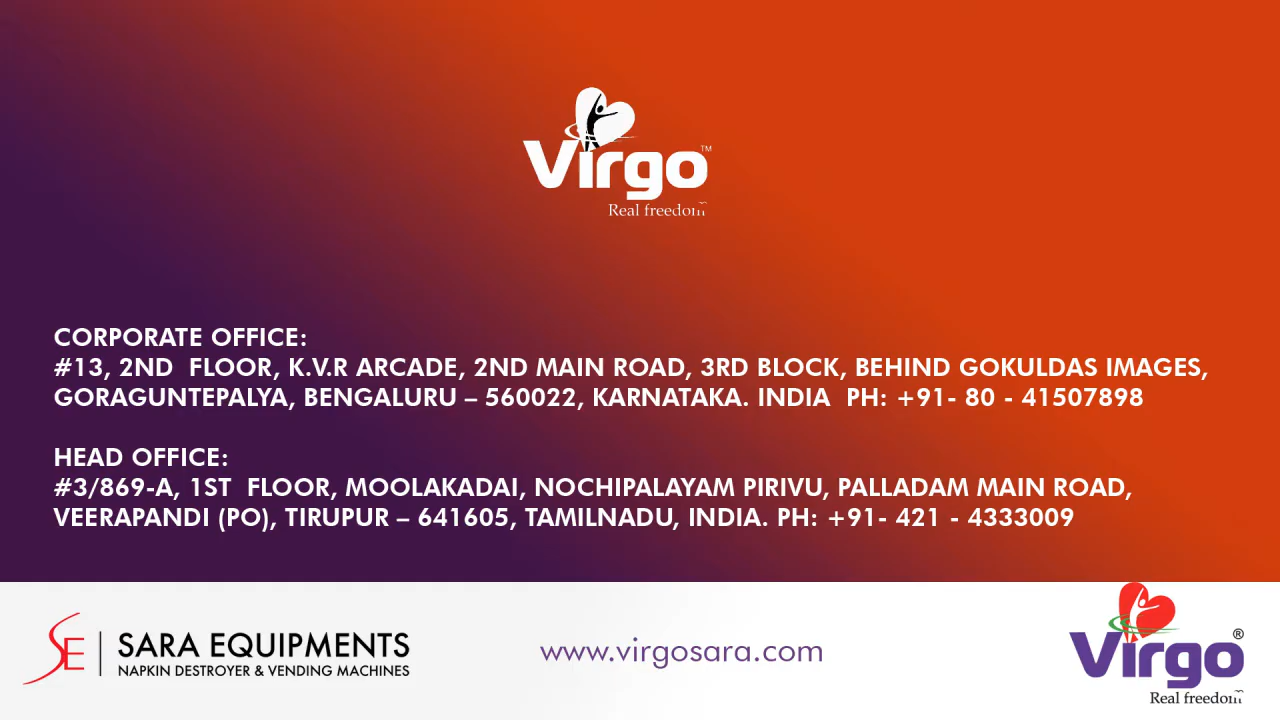 Virgo™
Real freedom
CORPORATE OFFICE:
#13, 2ND FLOOR, K.V.R ARCADE, 2ND MAIN ROAD, 3RD BLOCK, BEHIND GOKULDAS IMAGES,
GORAGUNTEPALYA, BENGALURU – 560022, KARNATAKA. INDIA PH: +91- 80 - 41507898
HEAD OFFICE:
#3/869-A, 1ST FLOOR, MOOLAKADAI, NOCHIPALAYAM PIRIVU, PALLADAM MAIN ROAD,
VEERAPANDI (PO), TIRUPUR – 641605, TAMILNADU, INDIA. PH: +91- 421 - 4333009
SE
SARA EQUIPMENTS
NAPKIN DESTROYER & VENDING MACHINES
www.virgosara.com
Virgo®
Real freedom